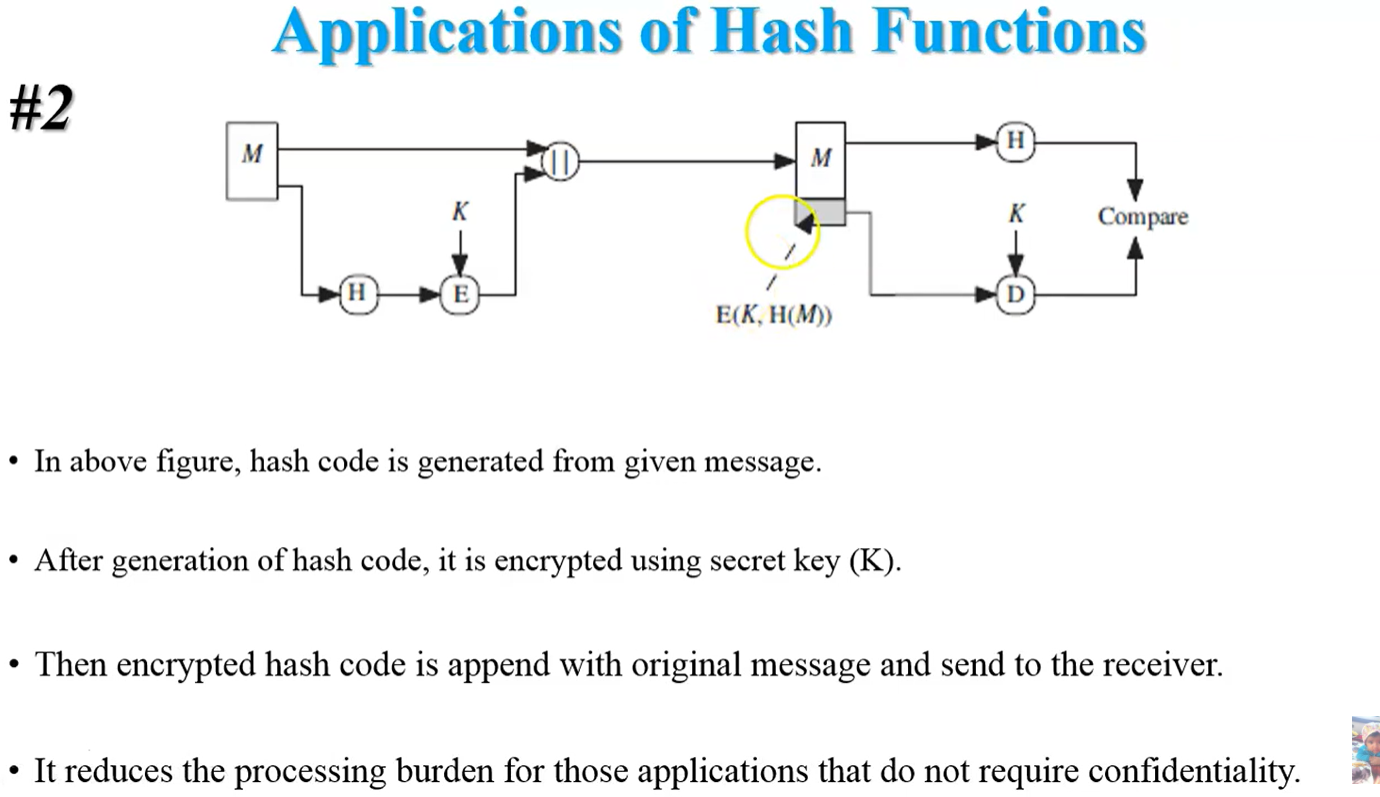 Applications of Hash Functions
#2
M
||
M
H
K
K
Compare
H
E
D
E(K, H(M))
• In above figure, hash code is generated from given message.
• After generation of hash code, it is encrypted using secret key (K).
• Then encrypted hash code is append with original message and send to the receiver.
• It reduces the processing burden for those applications that do not require confidentiality.